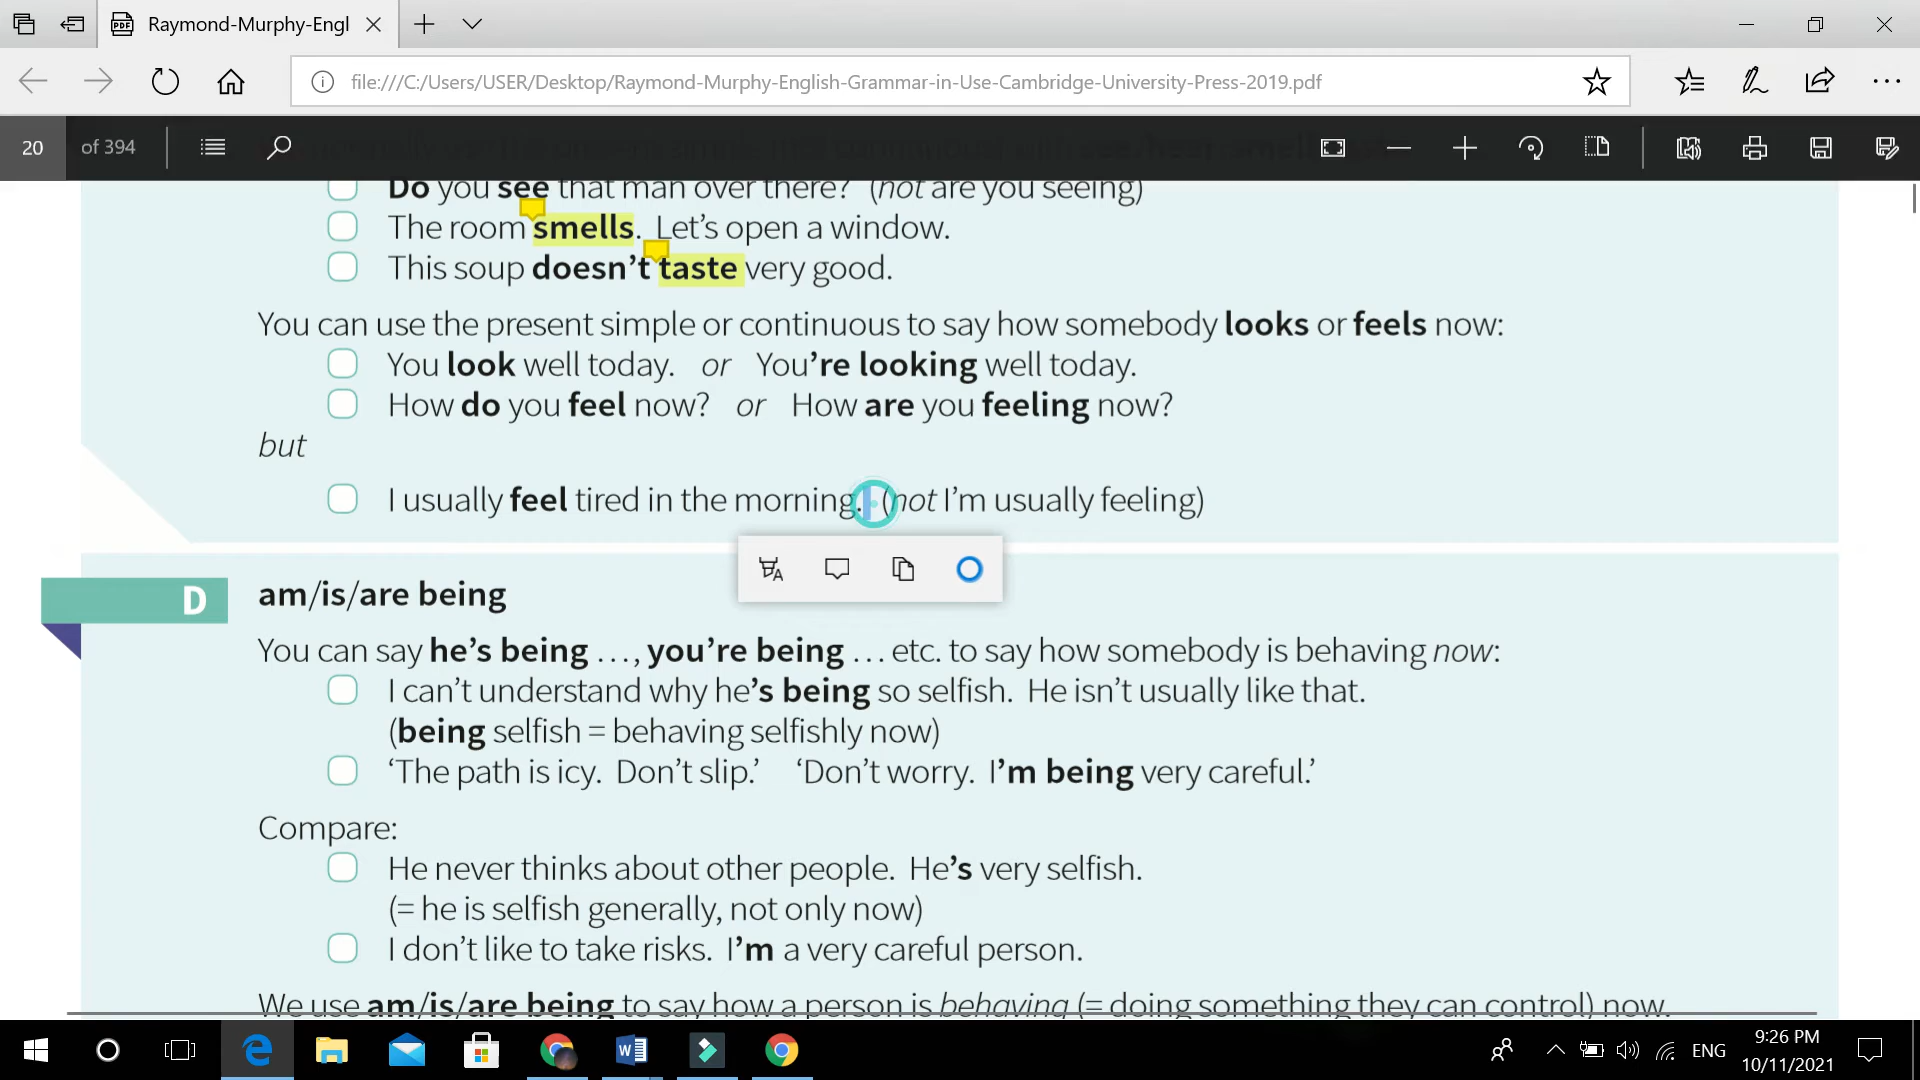 Raymond-Murphy-Engl
file:///C:/Users/USER/Desktop/Raymond-Murphy-English-Grammar-in-Use-Cambridge-University-Press-2019.pdf
20 of 394
Do you see that man over there? (not are you seeing)
The room smells. Let's open a window.
This soup doesn't taste very good.
You can use the present simple or continuous to say how somebody looks or feels now:
You look well today. or You're looking well today.
How do you feel now? or How are you feeling now?
but
I usually feel tired in the morning. (not I'm usually feeling)
D am/is/are being
You can say he's being …, you're being … etc. to say how somebody is behaving now:
I can't understand why he's being so selfish. He isn't usually like that.
(being selfish = behaving selfishly now)
‘The path is icy. Don't slip.’ ‘Don't worry. I'm being very careful.’
Compare:
He never thinks about other people. He's very selfish.
(= he is selfish generally, not only now)
I don't like to take risks. I'm a very careful person.
We use am/is/are being to say how a person is behaving (= doing something they can control) now.
ENG
9:26 PM
10/11/2021